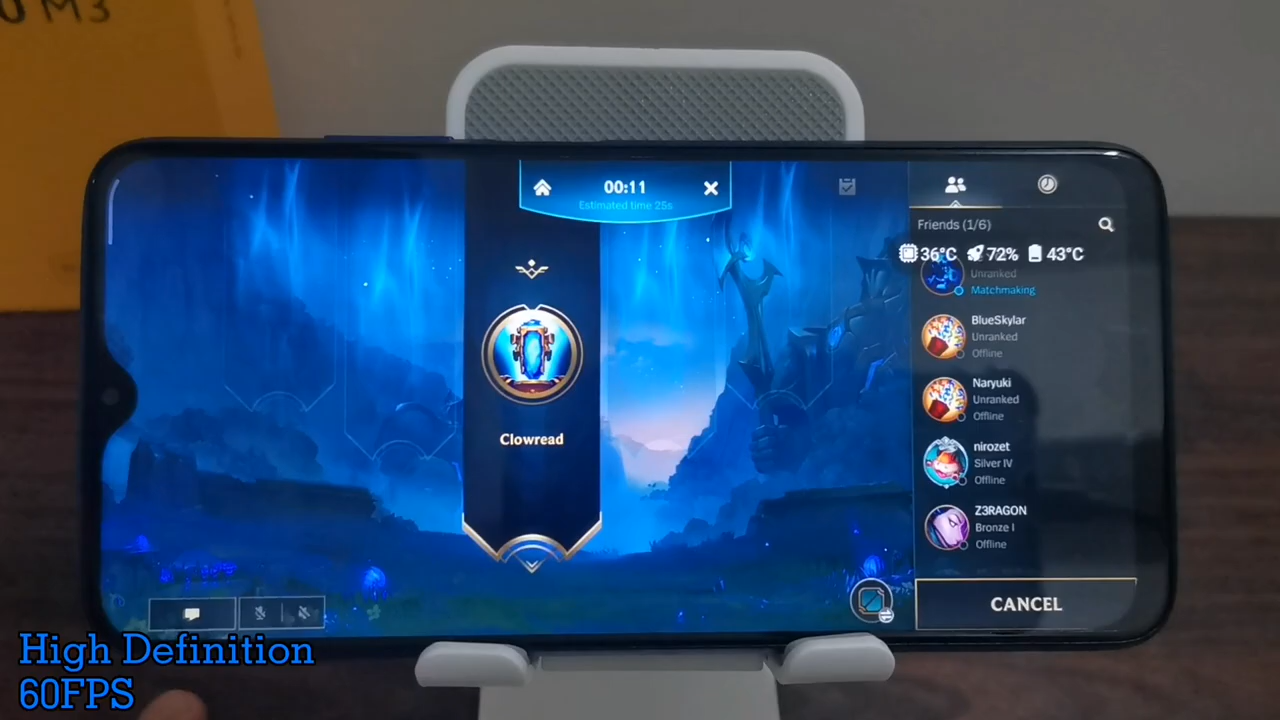 M3
00:11
Estimated time 25s
Friends (1/6)
36°C 72% 43°C
Unranked
Matchmaking
BlueSkylar
Unranked
Offline
Naryuki
Unranked
Offline
nirozet
Silver IV
Offline
Z3RAGON
Bronze I
Offline
Clowread
CANCEL
High Definition
60FPS